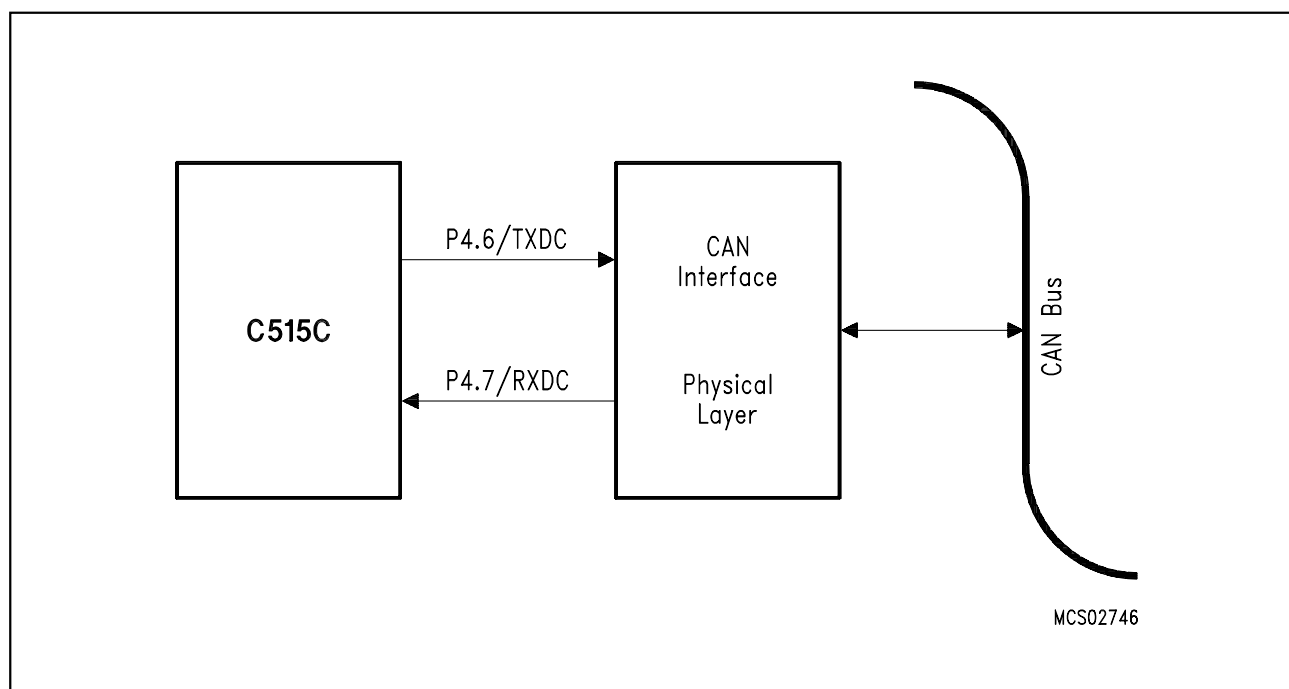 C515C
P4.6/TXDC
P4.7/RXDC
CAN
Interface
Physical
Layer
CAN Bus
MCS02746